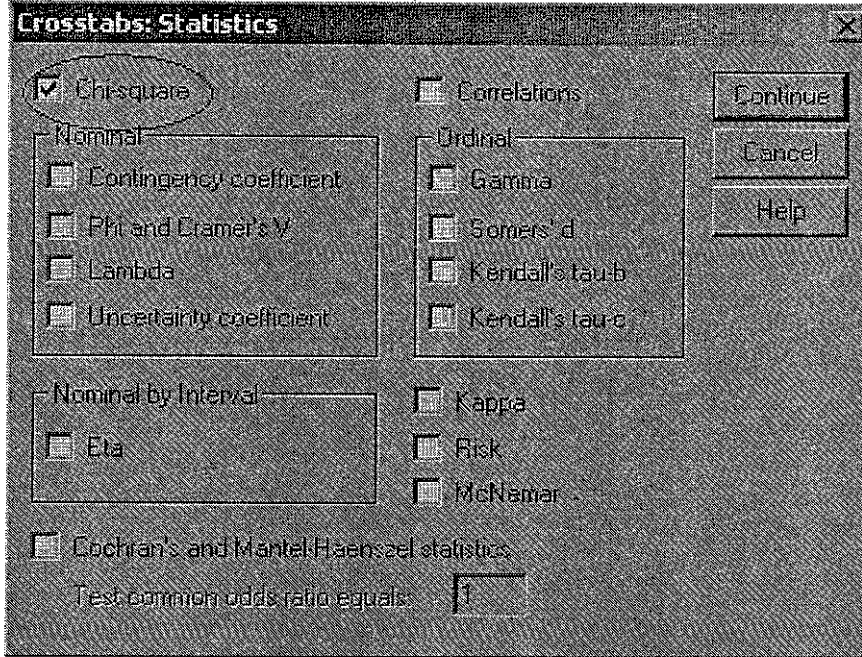 Crosstabs: Statistics
Chi-square
Correlations
Continue
Cancel
Help
Nominal
Contingency coefficient
Phi and Cramer's V
Lambda
Uncertainty coefficient
Ordinal
Gamma
Somers' d
Kendall's tau-b
Kendall's tau-c
Nominal by Interval
Eta
Kappa
Risk
McNemar
Cochran's and Mantel-Haenszel statistics
Test common odds ratio equals:
1